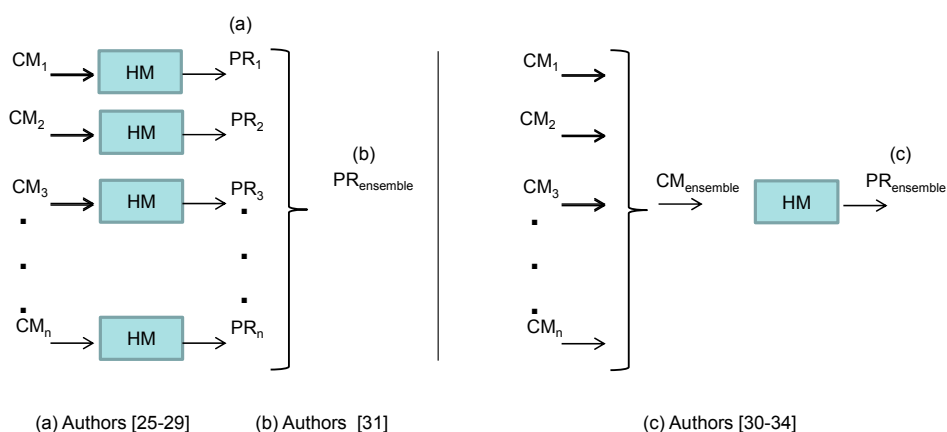 (a)
CM1 HM PR1
CM2 HM PR2
CM3 HM PR3
CMn HM PRn
(b)
PRensemble
CM1
CM2
CM3
CMn
CMensemble
HM
(c)
PRensemble
(a) Authors [25-29]
(b) Authors [31]
(c) Authors [30-34]